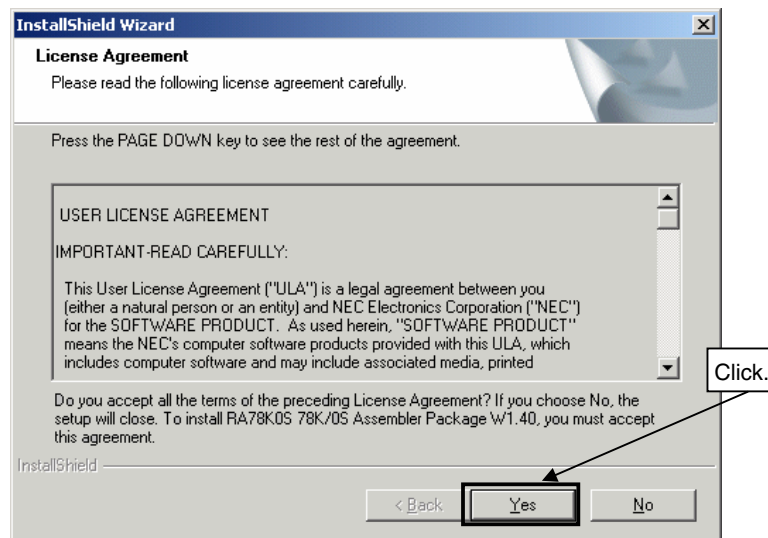 InstallShield Wizard
License Agreement
Please read the following license agreement carefully.
Press the PAGE DOWN key to see the rest of the agreement.
USER LICENSE AGREEMENT
IMPORTANT-READ CAREFULLY:
This User License Agreement ("ULA") is a legal agreement between you
(either a natural person or an entity) and NEC Electronics Corporation ("NEC")
for the SOFTWARE PRODUCT.  As used herein, "SOFTWARE PRODUCT"
means the NEC's computer software products provided with this ULA, which
includes computer software and may include associated media, printed
Click.
Do you accept all the terms of the preceding License Agreement? If you choose No, the
setup will close. To install RA78K0S 78K/0S Assembler Package W1.40, you must accept
this agreement.
InstallShield
< Back Yes No